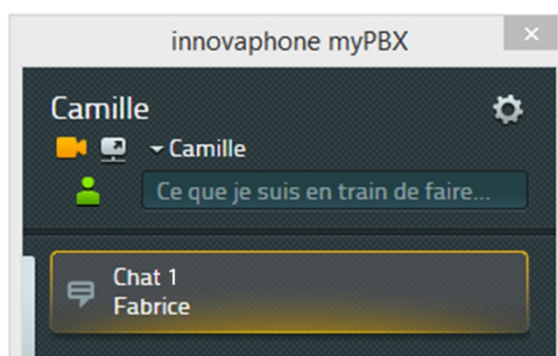 innovaphone myPBX
Camille
Camille
Ce que je suis en train de faire...
Chat 1
Fabrice